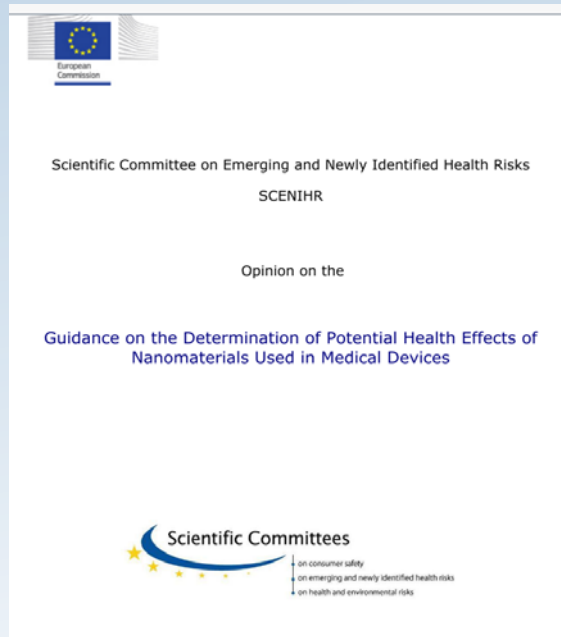 European
Commission
Scientific Committee on Emerging and Newly Identified Health Risks
SCENIHR
Opinion on the
Guidance on the Determination of Potential Health Effects of
Nanomaterials Used in Medical Devices
Scientific Committees
on consumer safety
on emerging and newly identified health risks
on health and environmental risks